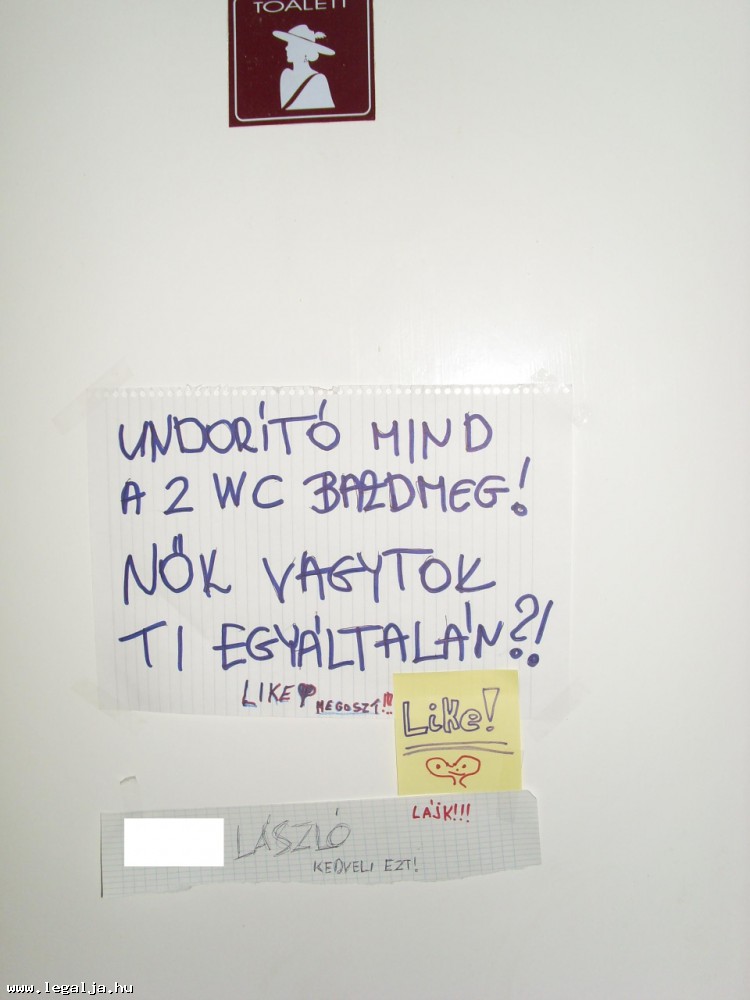 TOALETT
UNDORÍTÓ MIND
A 2 WC BAZDMEG!
NŐK VAGYTOK
TI EGYÁLTALÁN?!
LIKE MEGOSZT!!!
Like!
LÁJK!!!
LÁSZLÓ
KEDVELI EZT!
www.legalja.hu